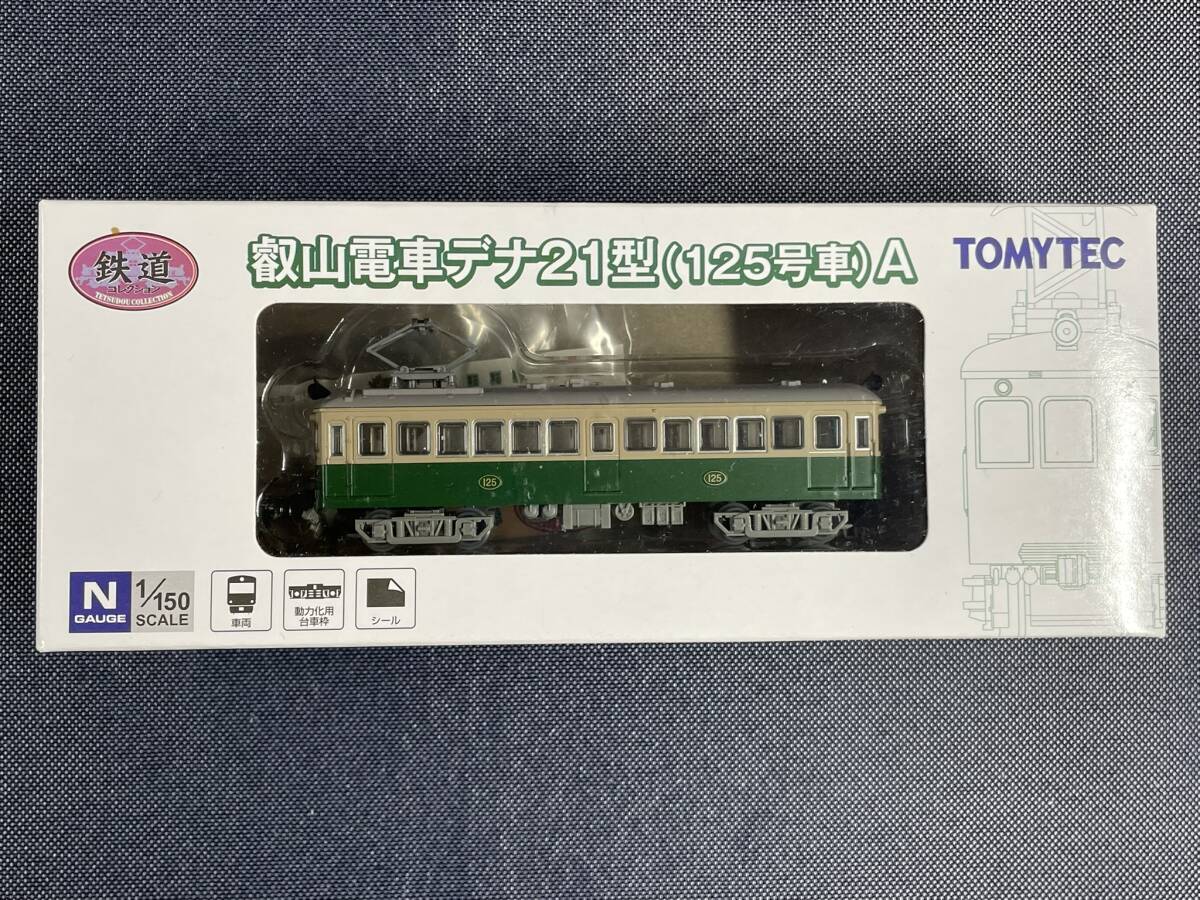 鉄道
コレクション
TETSUDOU COLLECTION
叡山電車デナ21型(125号車)A
TOMYTEC
125
125
N
GAUGE
1/150
SCALE
車両
動力化用
台車枠
シール